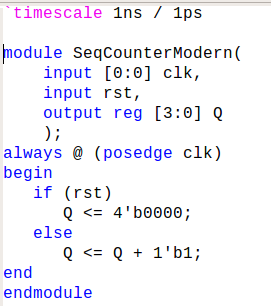 `timescale 1ns / 1ps
module SeqCounterModern(
input [0:0] clk,
input rst,
output reg [3:0] Q
);
always @ (posedge clk)
begin
if (rst)
Q <= 4'b0000;
else
Q <= Q + 1'b1;
end
endmodule